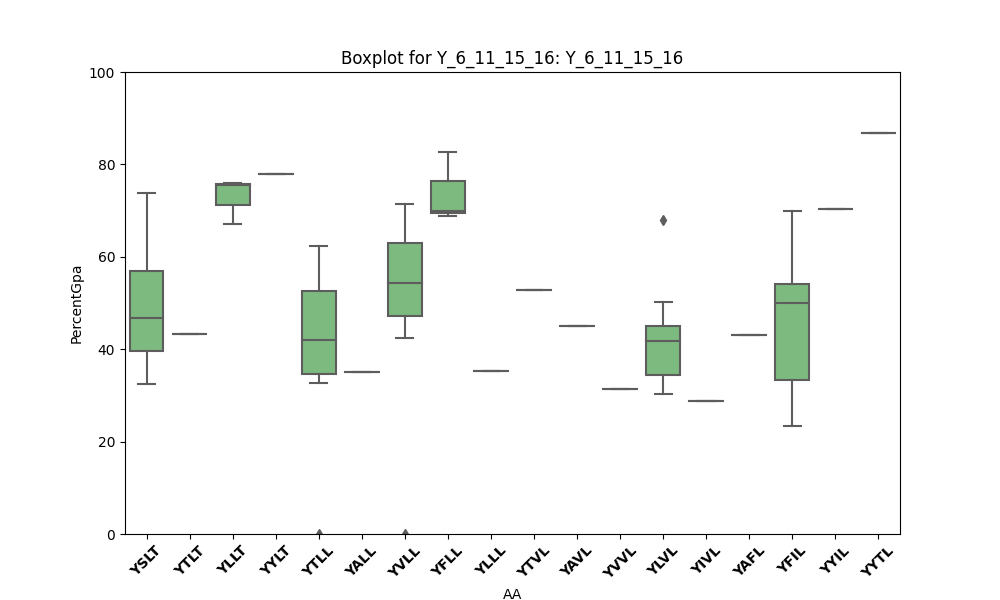 Boxplot for Y_6_11_15_16: Y_6_11_15_16
100
80
60
40
20
0
PercentGpa
YSLT YTLT YLLT YYLT YTLL YALL YVLL YFLL YLLL YTVL YAVL YVVL YLVL YIVL YAFL YFIL YYIL YYTL
AA